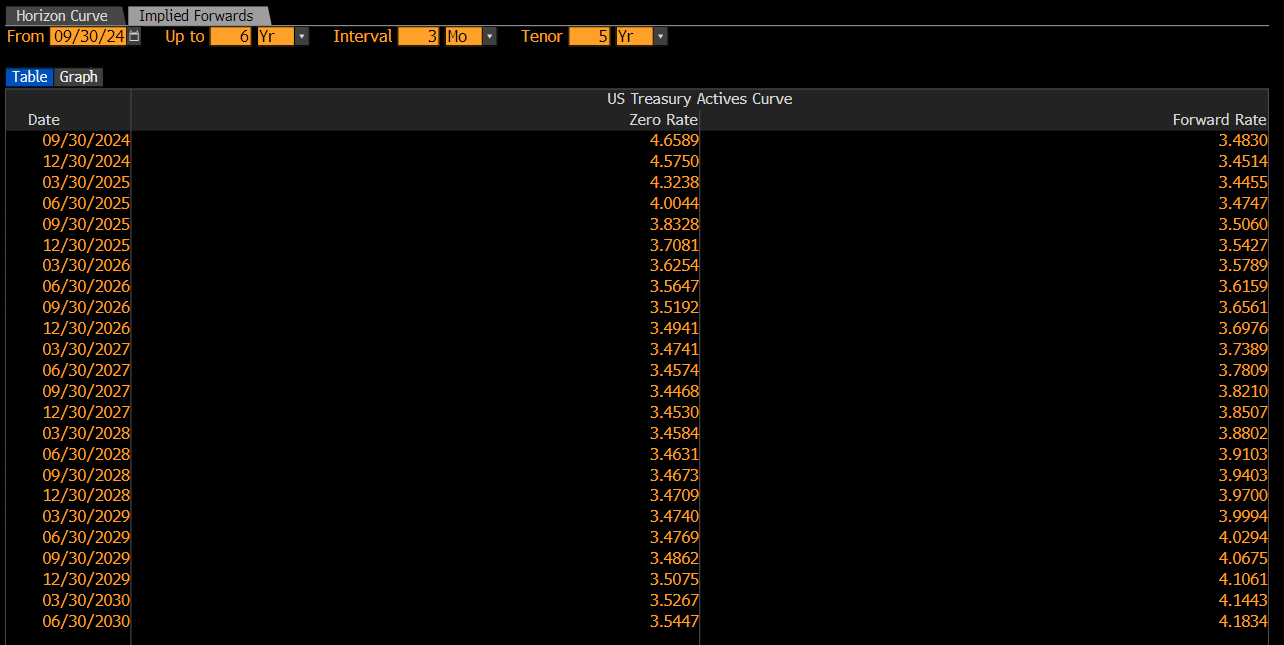 Horizon Curve Implied Forwards
From 09/30/24 Up to 6 Yr Interval 3 Mo Tenor 5 Yr
Table Graph
US Treasury Actives Curve
Date Zero Rate Forward Rate
09/30/2024 4.6589 3.4830
12/30/2024 4.5750 3.4514
03/30/2025 4.3238 3.4455
06/30/2025 4.0044 3.4747
09/30/2025 3.8328 3.5060
12/30/2025 3.7081 3.5427
03/30/2026 3.6254 3.5789
06/30/2026 3.5647 3.6159
09/30/2026 3.5192 3.6561
12/30/2026 3.4941 3.6976
03/30/2027 3.4741 3.7389
06/30/2027 3.4574 3.7809
09/30/2027 3.4468 3.8210
12/30/2027 3.4530 3.8507
03/30/2028 3.4584 3.8802
06/30/2028 3.4631 3.9103
09/30/2028 3.4673 3.9403
12/30/2028 3.4709 3.9700
03/30/2029 3.4740 3.9994
06/30/2029 3.4769 4.0294
09/30/2029 3.4862 4.0675
12/30/2029 3.5075 4.1061
03/30/2030 3.5267 4.1443
06/30/2030 3.5447 4.1834